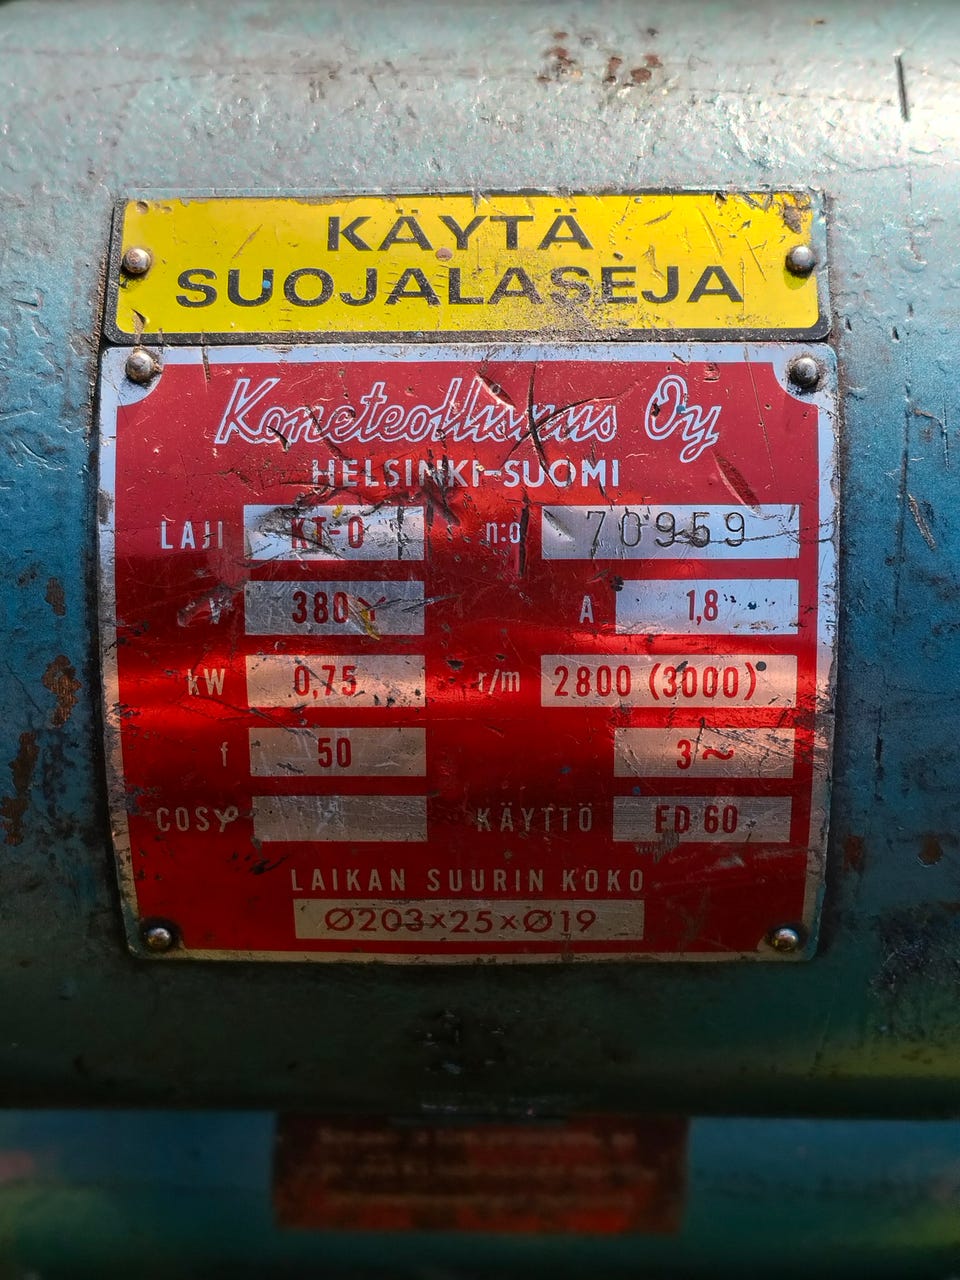 KÄYTÄ
SUOJALASEJA
Koneteollisuus Oy
HELSINKI-SUOMI
LAJI KT-0 n:o 70959
V 380 Y A 1,8
kW 0,75 r/m 2800 (3000)
f 50 3~
COSφ KÄYTTÖ ED 60
LAIKAN SUURIN KOKO
Ø203×25×Ø19